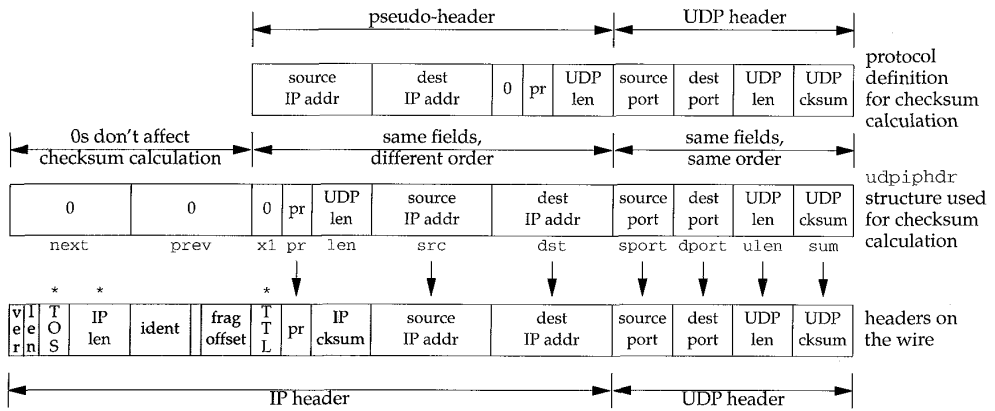 pseudo-header UDP header
source IP addr dest IP addr 0 pr UDP len source port dest port UDP len UDP cksum
protocol definition for checksum calculation
0s don't affect checksum calculation same fields, different order same fields, same order
0 0 0 pr UDP len source IP addr dest IP addr source port dest port UDP len UDP cksum
udpiphdr structure used for checksum calculation
next prev x1 pr len src dst sport dport ulen sum
* * *
ver len TOS IP len ident frag offset TTL pr IP cksum source IP addr dest IP addr source port dest port UDP len UDP cksum
headers on the wire
IP header UDP header